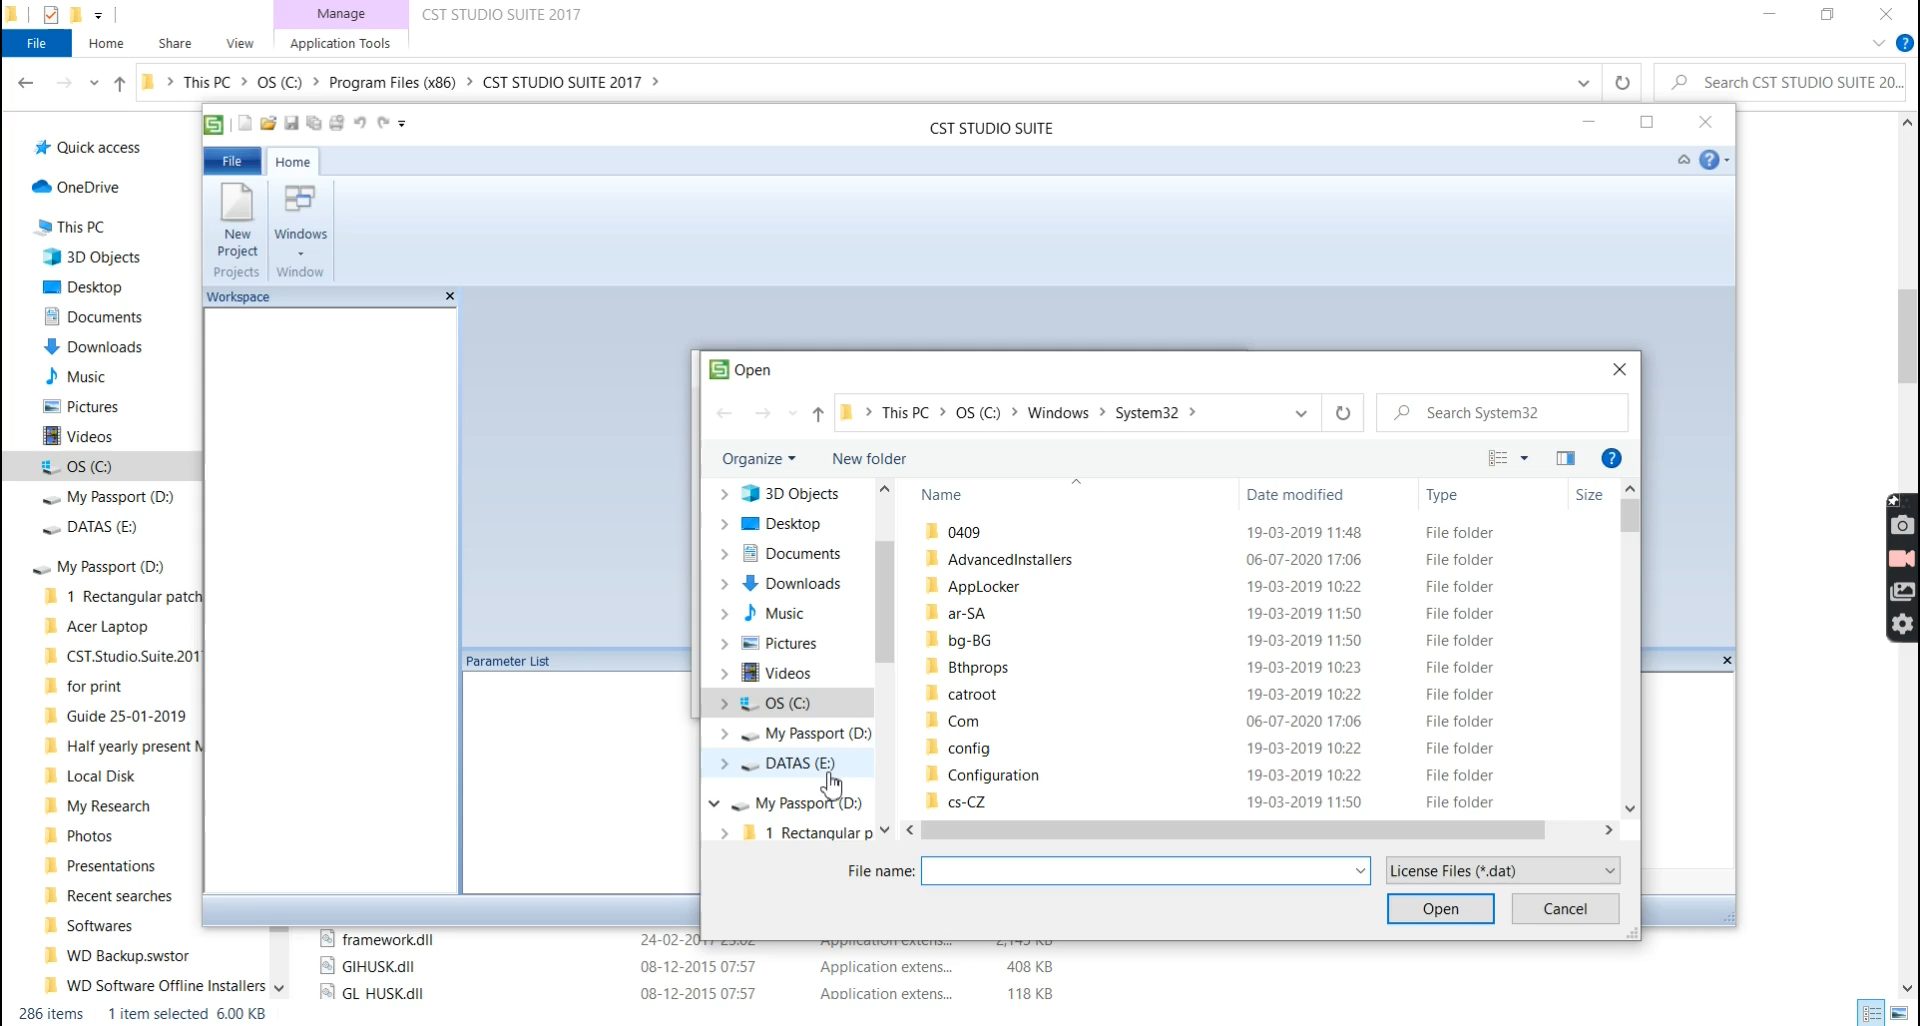 Manage
CST STUDIO SUITE 2017
File Home Share View Application Tools
This PC > OS (C:) > Program Files (x86) > CST STUDIO SUITE 2017 >
Search CST STUDIO SUITE 20...
Quick access
OneDrive
This PC
3D Objects
Desktop
Documents
Downloads
Music
Pictures
Videos
OS (C:)
My Passport (D:)
DATAS (E:)
My Passport (D:)
1 Rectangular patch
Acer Laptop
CST.Studio.Suite.201
for print
Guide 25-01-2019
Half yearly present
Local Disk
My Research
Photos
Presentations
Recent searches
Softwares
WD Backup.swstor
WD Software Offline Installers
CST STUDIO SUITE
File Home
New Project
Windows
Projects Window
Workspace
Parameter List
Open
This PC > OS (C:) > Windows > System32 >
Search System32
Organize New folder
3D Objects
Desktop
Documents
Downloads
Music
Pictures
Videos
OS (C:)
My Passport (D:)
DATAS (E:)
My Passport (D:)
1 Rectangular p
Name Date modified Type Size
0409 19-03-2019 11:48 File folder
AdvancedInstallers 06-07-2020 17:06 File folder
AppLocker 19-03-2019 10:22 File folder
ar-SA 19-03-2019 11:50 File folder
bg-BG 19-03-2019 11:50 File folder
Bthprops 19-03-2019 10:23 File folder
catroot 19-03-2019 10:22 File folder
Com 06-07-2020 17:06 File folder
config 19-03-2019 10:22 File folder
Configuration 19-03-2019 10:22 File folder
cs-CZ 19-03-2019 11:50 File folder
File name:
License Files (*.dat)
Open Cancel
framework.dll
GIHUSK.dll 08-12-2015 07:57 Application extens... 408 KB
GL_HUSK.dll 08-12-2015 07:57 Application extens... 118 KB
286 items 1 item selected 6.00 KB